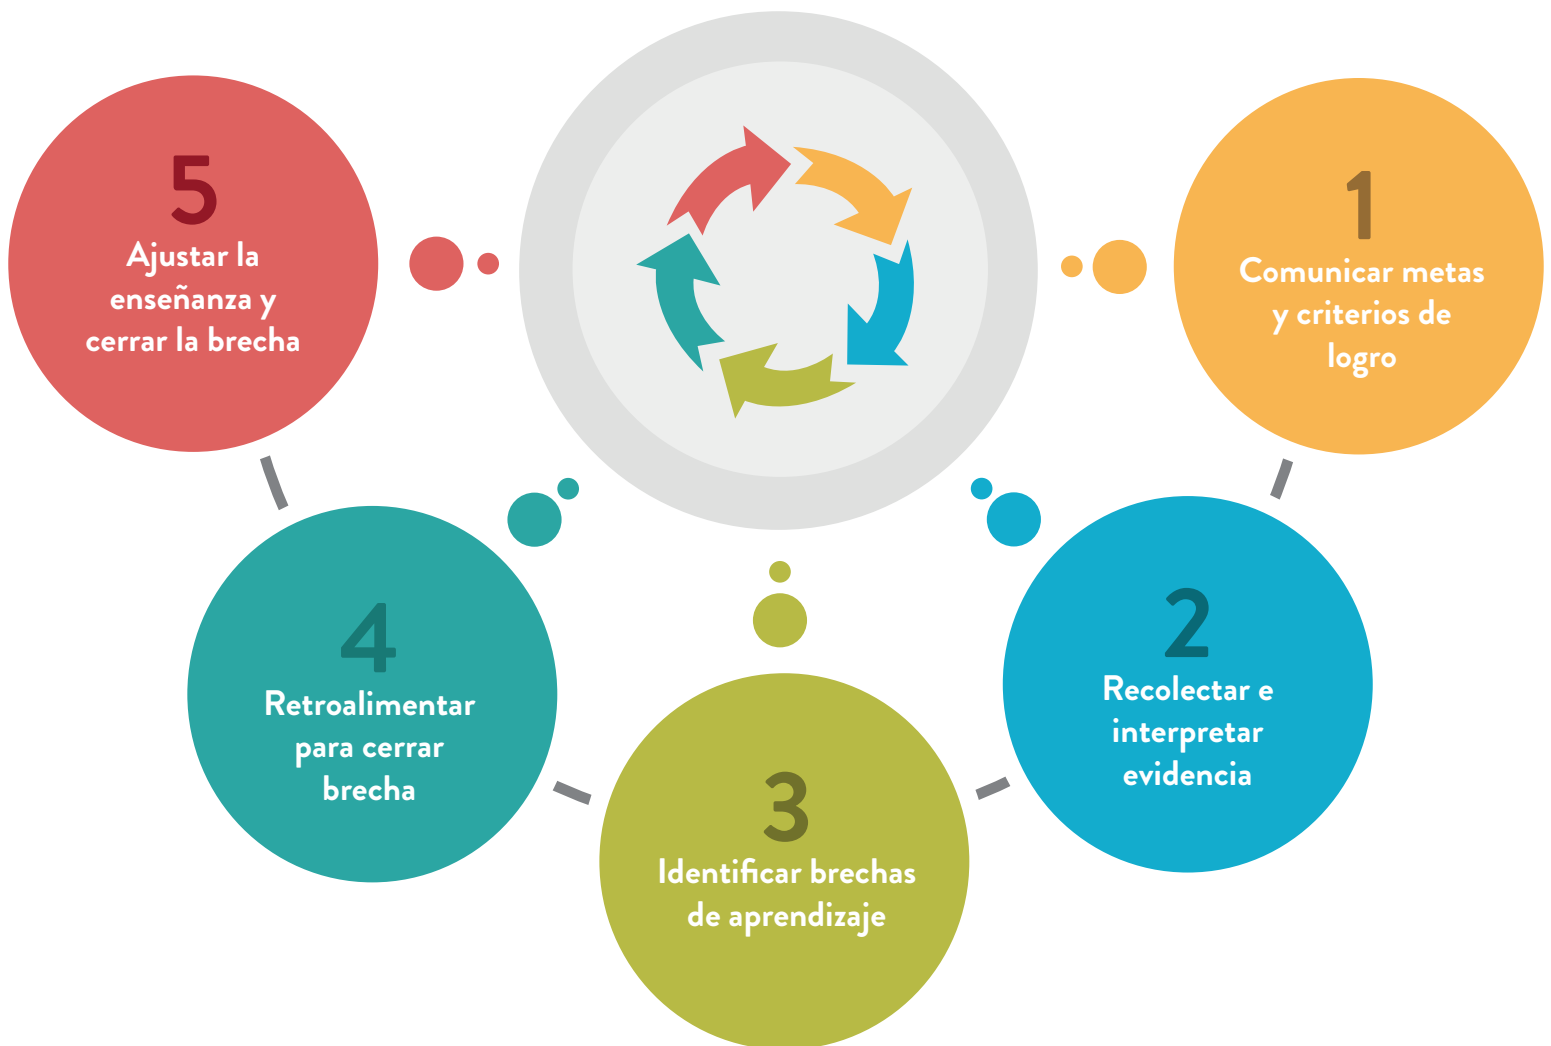 1
Comunicar metas
y criterios de
logro
2
Recolectar e
interpretar
evidencia
3
Identificar brechas
de aprendizaje
4
Retroalimentar
para cerrar
brecha
5
Ajustar la
enseñanza y
cerrar la brecha